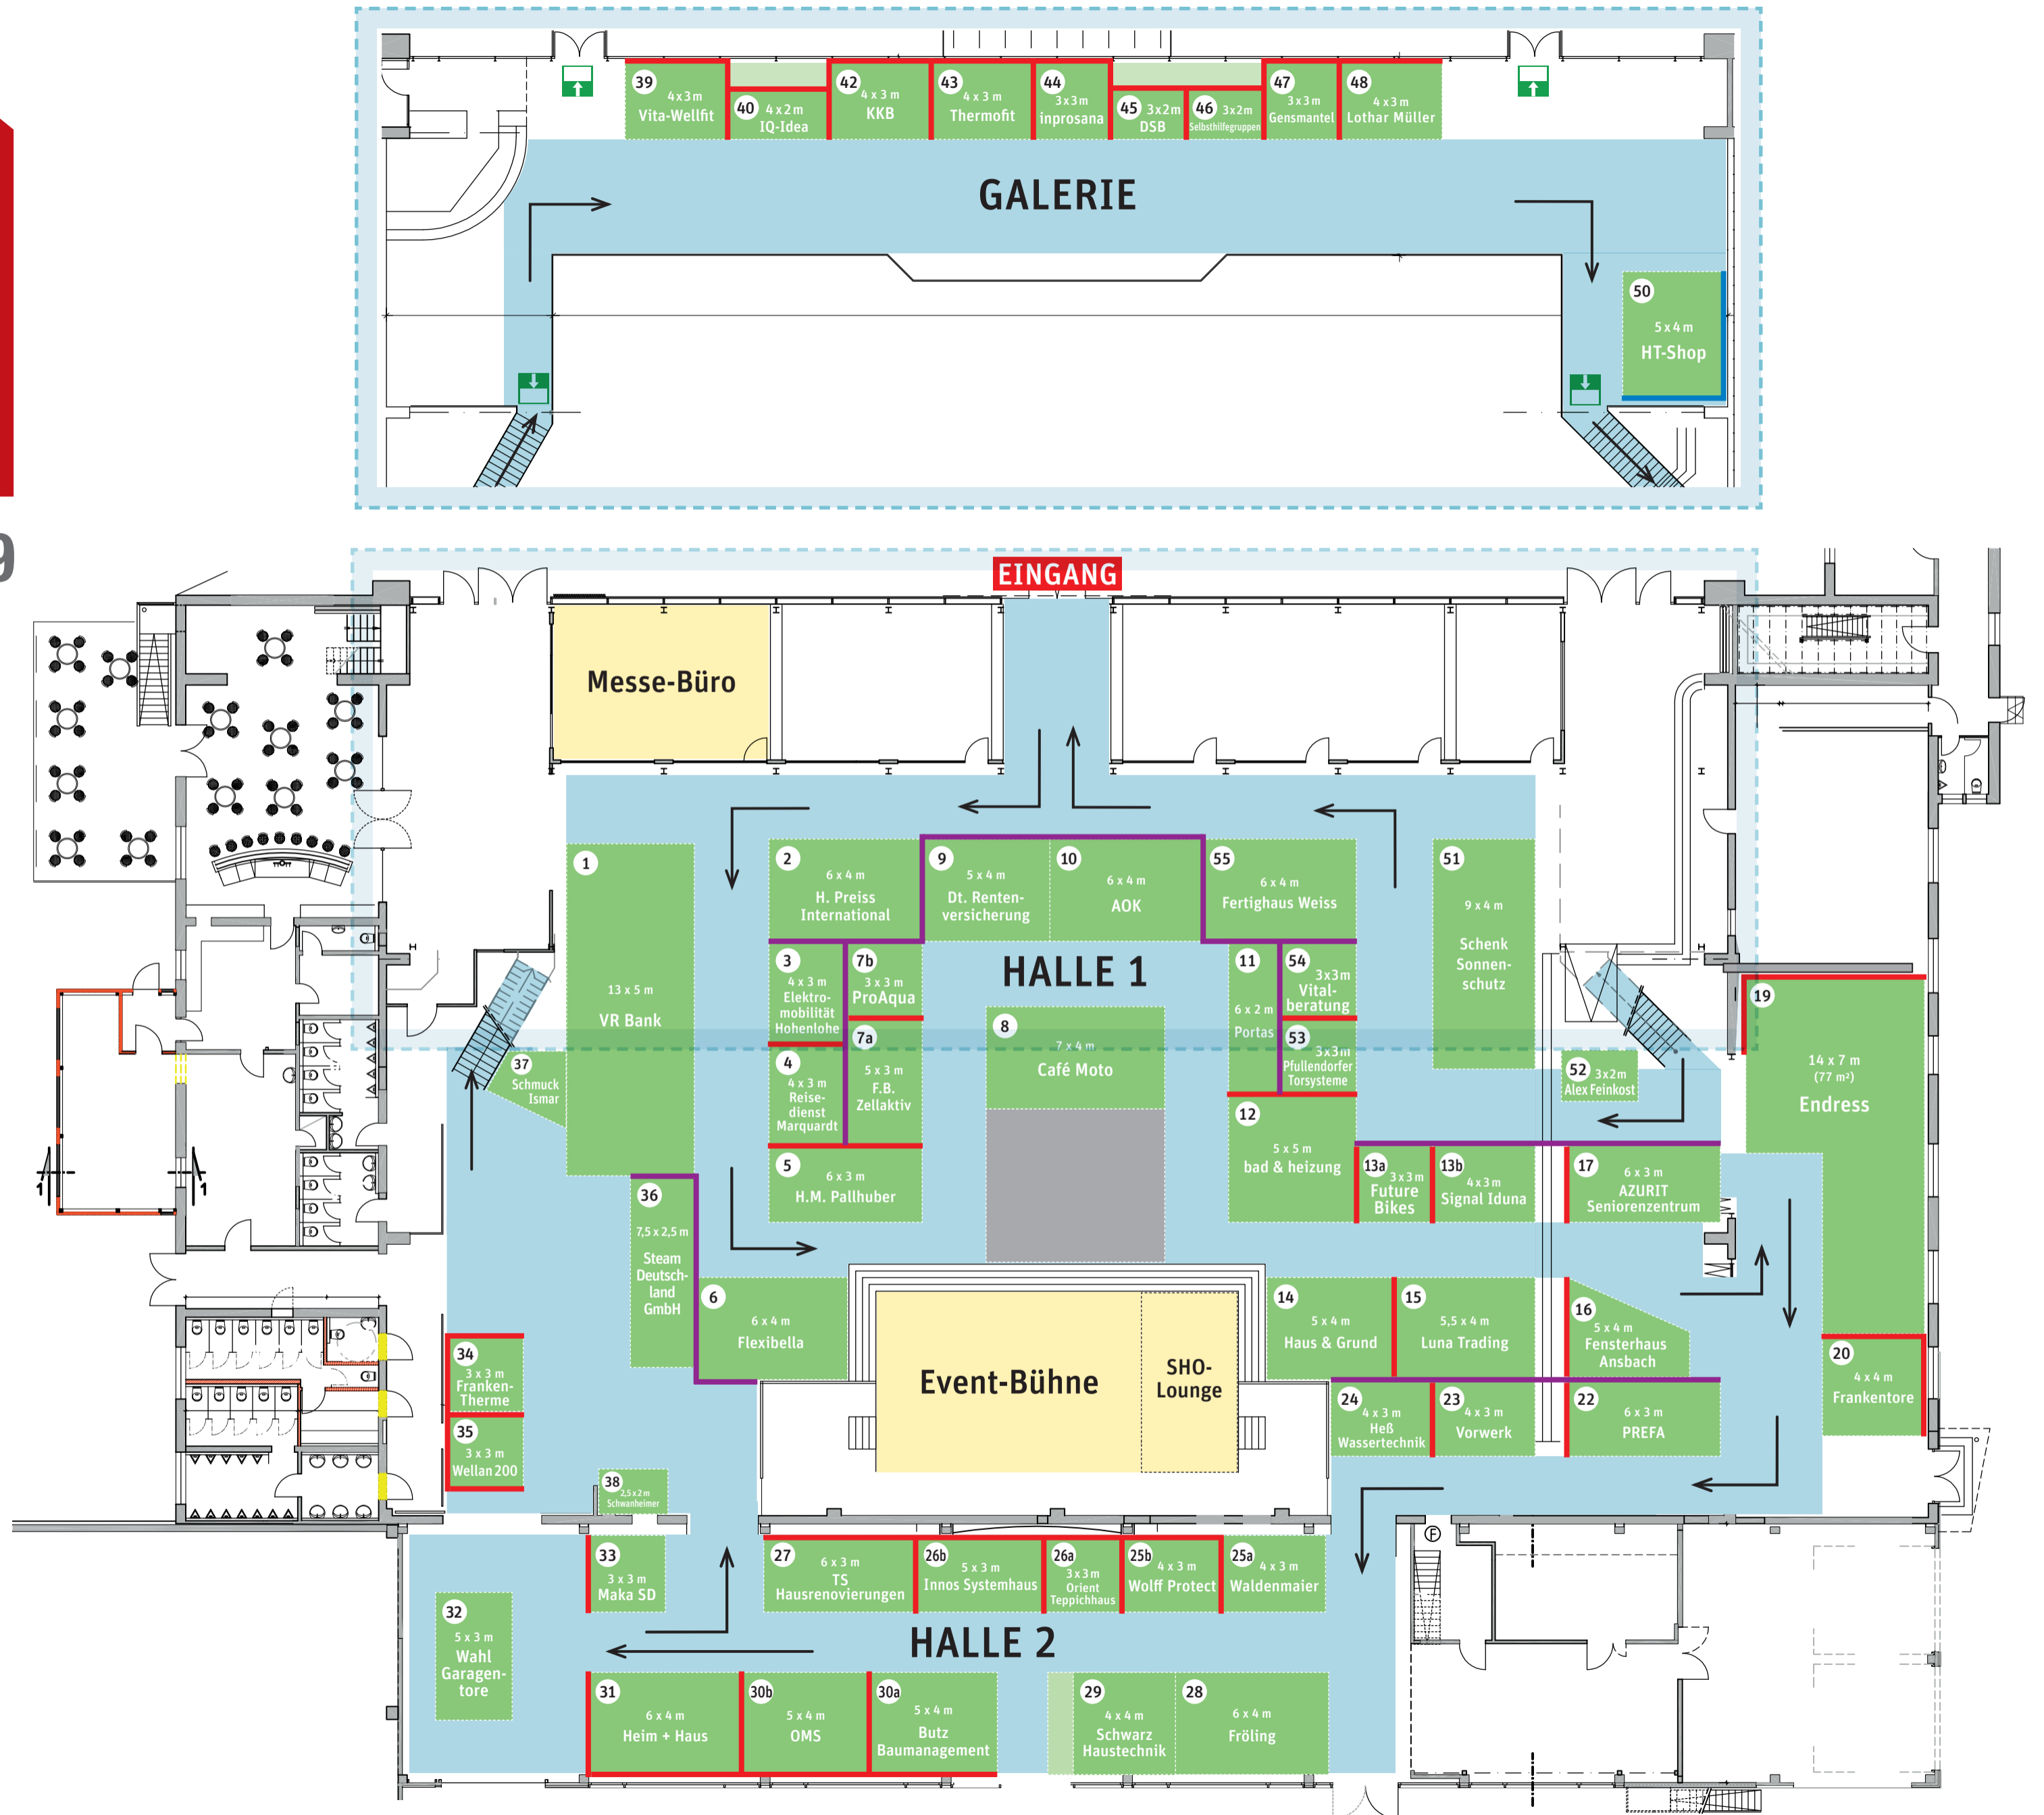 39
4 x 3 m
Vita-Wellfit
40
4 x 2 m
IQ-Idea
42
4 x 3 m
KKB
43
4 x 3 m
Thermofit
44
3x3m
inprosana
45
3x2m
DSB
46
3x2m
Selbsthilfegruppen
47
3x3m
Gensmantel
48
4 x 3 m
Lothar Müller
GALERIE
50
5 x 4 m
HT-Shop
9
EINGANG
Messe-Büro
1
13 x 5 m
VR Bank
2
6 x 4 m
H. Preiss
International
9
5 x 4 m
Dt. Renten-
versicherung
10
6 x 4 m
AOK
55
6 x 4 m
Fertighaus Weiss
51
9 x 4 m
Schenk
Sonnen-
schutz
3
4 x 3 m
Elektro-
mobilität
Hohenlohe
7b
3 x 3 m
ProAqua
HALLE 1
11
6 x 2 m
Portas
54
3x3m
Vital-
beratung
19
14 x 7 m
(77 m²)
Endress
8
7 x 4 m
Café Moto
7a
5 x 3 m
F.B.
Zellaktiv
53
3x3m
Pfullendorfer
Torsysteme
37
Schmuck
Ismar
4
4 x 3 m
Reise-
dienst
Marquardt
52
3x2m
Alex Feinkost
12
5 x 5 m
bad & heizung
5
6 x 3 m
H.M. Pallhuber
13a
3x3m
Future
Bikes
13b
4x3m
Signal Iduna
17
6 x 3 m
AZURIT
Seniorenzentrum
1
1
36
7,5 x 2,5 m
Steam
Deutsch-
land
GmbH
6
6 x 4 m
Flexibella
14
5 x 4 m
Haus & Grund
15
5,5 x 4 m
Luna Trading
16
5 x 4 m
Fensterhaus
Ansbach
20
4 x 4 m
Frankentore
34
3 x 3 m
Franken-
Therme
Event-Bühne
SHO-
Lounge
24
4 x 3 m
Heß
Wassertechnik
23
4 x 3 m
Vorwerk
22
6 x 3 m
PREFA
35
3 x 3 m
Wellan 200
38
2,5 x 2 m
Schwanheimer
F
33
3 x 3 m
Maka SD
27
6 x 3 m
TS
Hausrenovierungen
26b
5 x 3 m
Innos Systemhaus
26a
3x3m
Orient
Teppichhaus
25b
4 x 3 m
Wolff Protect
25a
4 x 3 m
Waldenmaier
32
5 x 3 m
Wahl
Garagen-
tore
HALLE 2
31
6 x 4 m
Heim + Haus
30b
5 x 4 m
OMS
30a
5 x 4 m
Butz
Baumanagement
29
4 x 4 m
Schwarz
Haustechnik
28
6 x 4 m
Fröling